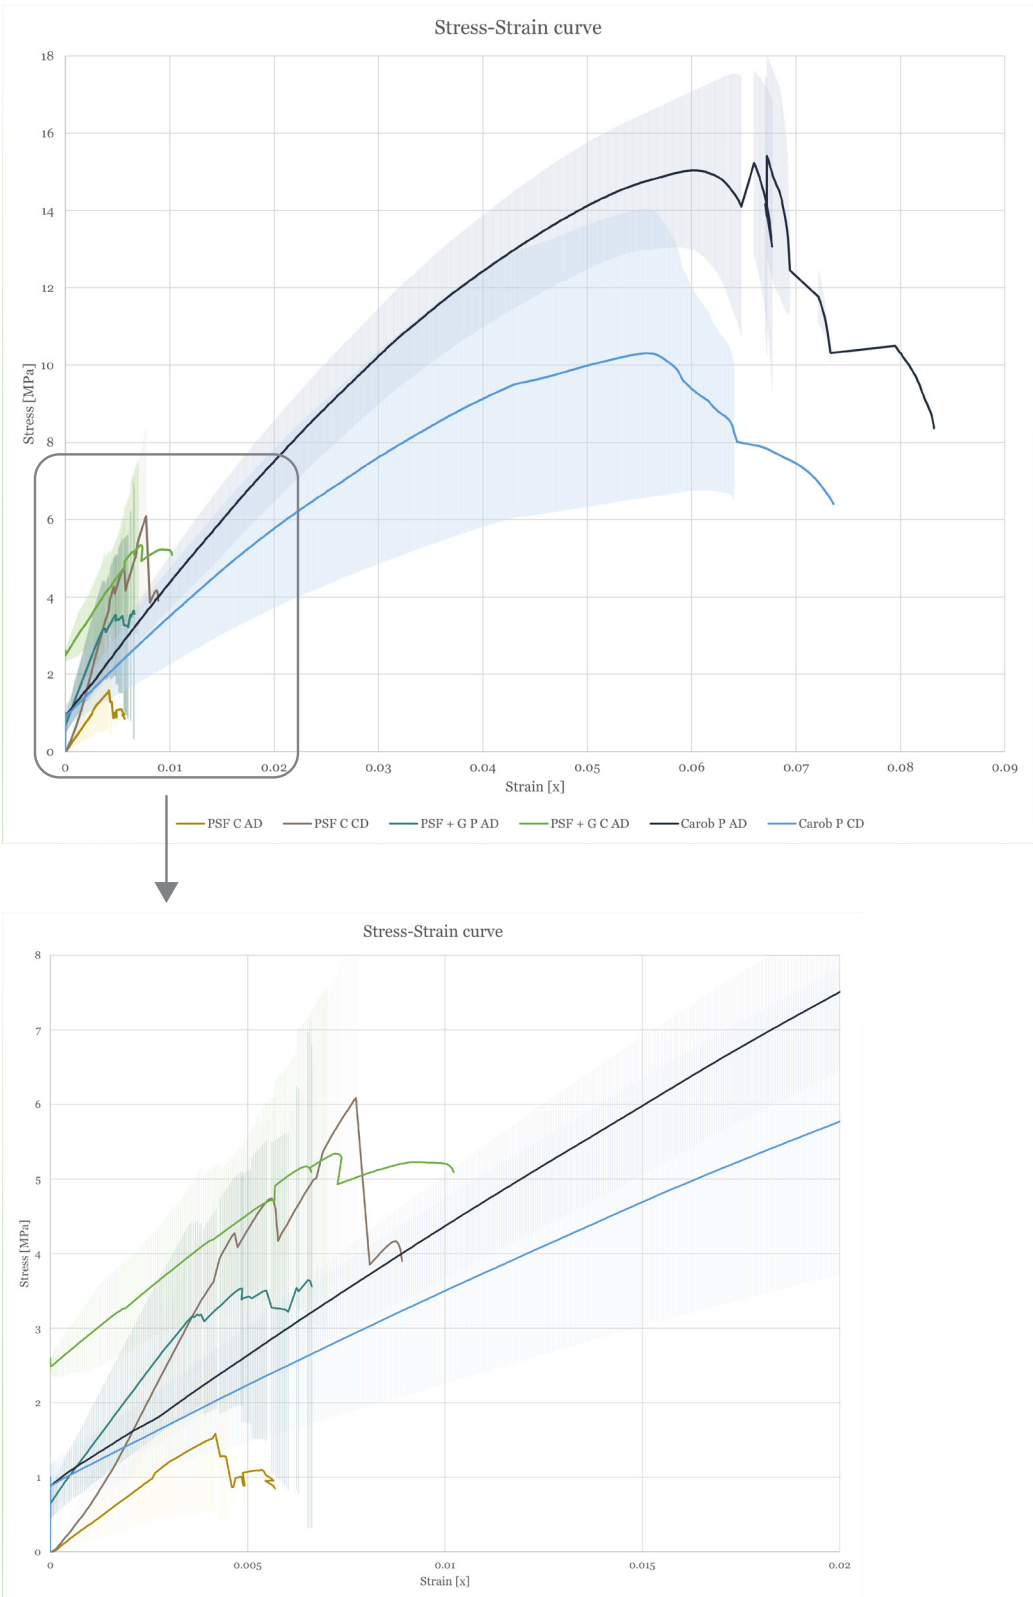 Stress-Strain curve
18
16
14
12
10
8
6
4
2
0
Stress [MPa]
0 0.01 0.02 0.03 0.04 0.05 0.06 0.07 0.08 0.09
Strain [x]
PSF C AD PSF C CD PSF + G P AD PSF + G C AD Carob P AD Carob P CD
Stress-Strain curve
8
7
6
5
4
3
2
1
0
Stress [MPa]
0 0.005 0.01 0.015 0.02
Strain [x]